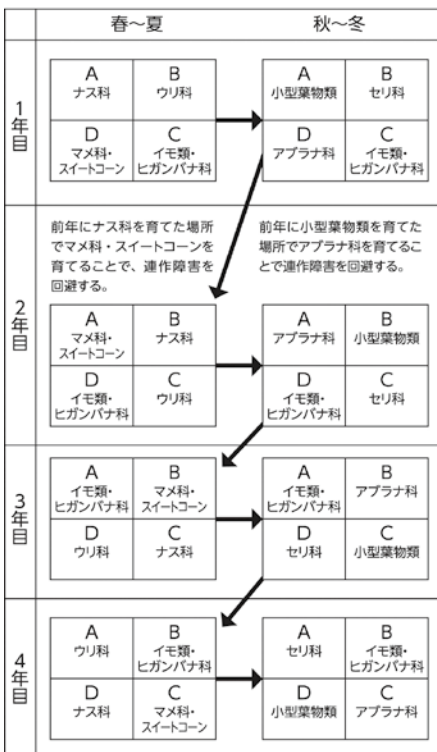 春〜夏
秋〜冬
1年目
A
ナス科
B
ウリ科
D
マメ科・
スイートコーン
C
イモ類・
ヒガンバナ科
A
小型葉物類
B
セリ科
D
アブラナ科
C
イモ類・
ヒガンバナ科
2年目
前年にナス科を育てた場所
でマメ科・スイートコーンを
育てることで、連作障害を
回避する。
前年に小型葉物類を育てた
場所でアブラナ科を育てるこ
とで連作障害を回避する。
A
マメ科・
スイートコーン
B
ナス科
D
イモ類・
ヒガンバナ科
C
ウリ科
A
アブラナ科
B
小型葉物類
D
イモ類・
ヒガンバナ科
C
セリ科
3年目
A
イモ類・
ヒガンバナ科
B
マメ科・
スイートコーン
D
ウリ科
C
ナス科
A
イモ類・
ヒガンバナ科
B
アブラナ科
D
セリ科
C
小型葉物類
4年目
A
ウリ科
B
イモ類・
ヒガンバナ科
D
ナス科
C
マメ科・
スイートコーン
A
セリ科
B
イモ類・
ヒガンバナ科
D
小型葉物類
C
アブラナ科